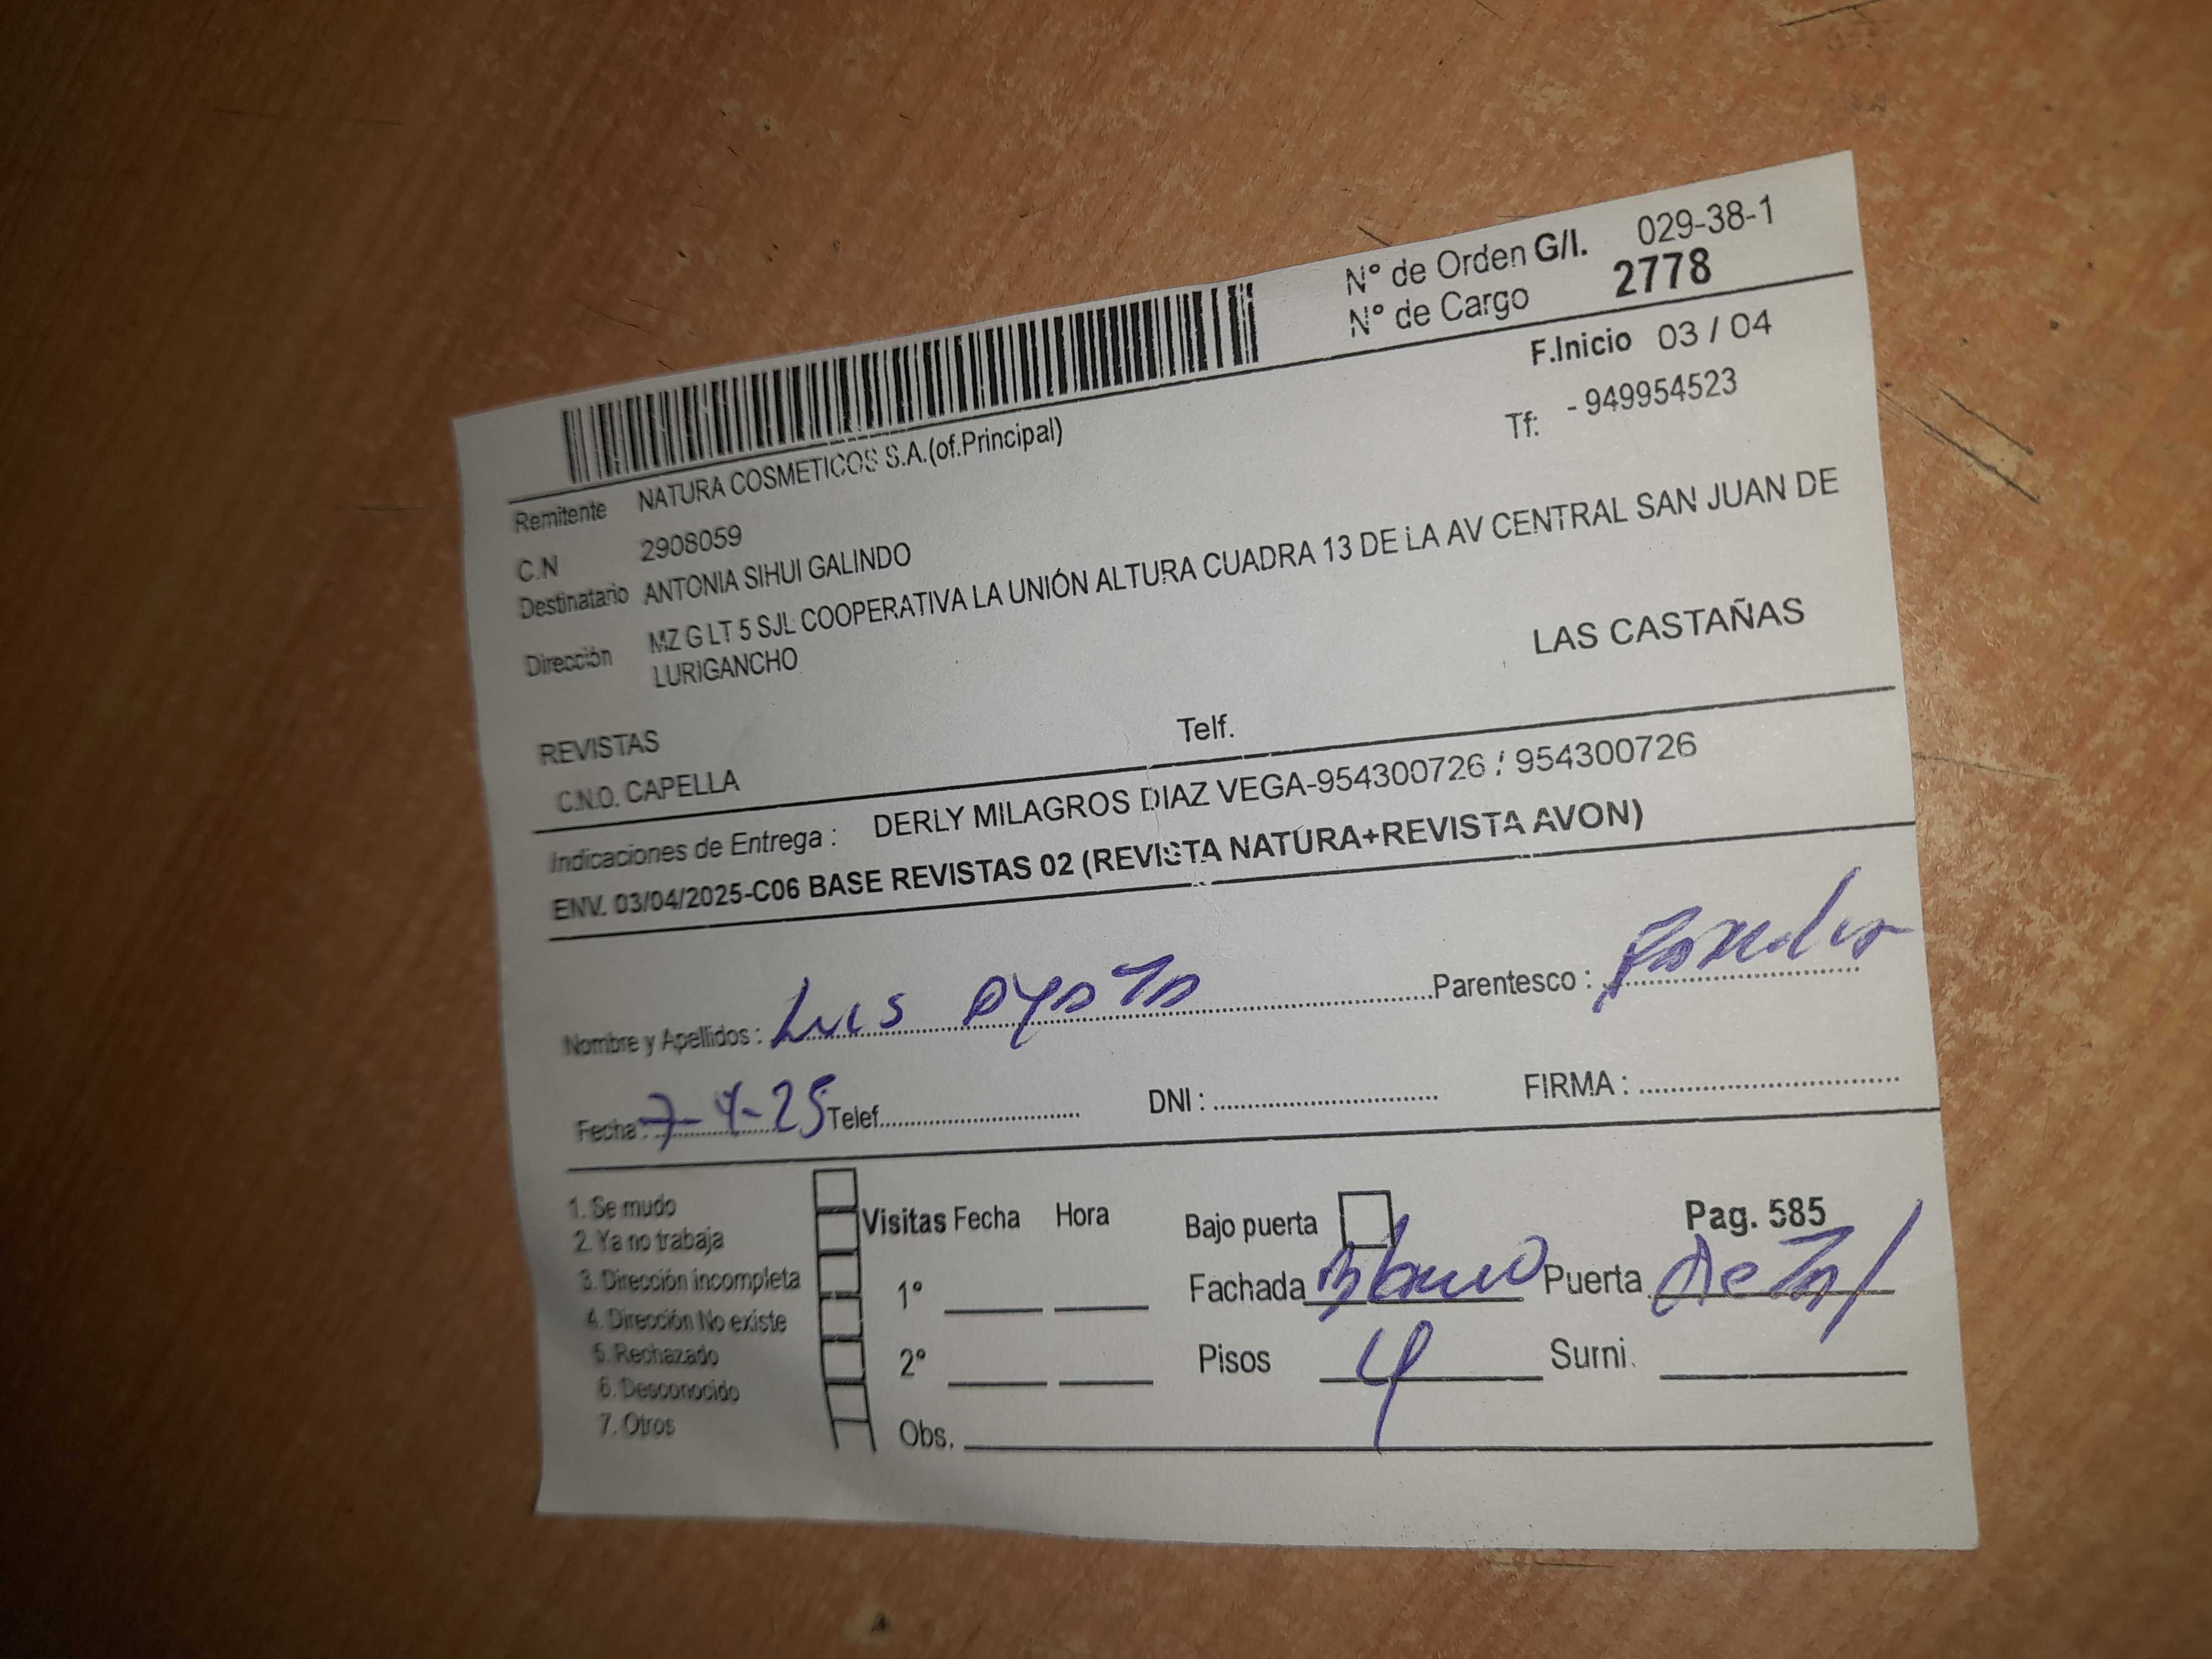 N° de Orden G/I. 029-38-1
N° de Cargo 2778
F.Inicio 03 / 04
Remitente NATURA COSMETICOS S.A.(of.Principal)
Tf: - 949954523
C.N 2908059
Destinatario ANTONIA SIHUI GALINDO
Dirección MZ G LT 5 SJL COOPERATIVA LA UNIÓN ALTURA CUADRA 13 DE LA AV CENTRAL SAN JUAN DE
LURIGANCHO
LAS CASTAÑAS
REVISTAS Telf.
C.N.O. CAPELLA
Indicaciones de Entrega : DERLY MILAGROS DIAZ VEGA-954300726 / 954300726
ENV. 03/04/2025-C06 BASE REVISTAS 02 (REVISTA NATURA+REVISTA AVON)
Nombre y Apellidos : Luis Parentesco :
Fecha : 7-4-25 Telef. DNI : FIRMA :
1. Se mudo
2. Ya no trabaja
3. Dirección incompleta
4. Dirección No existe
5. Rechazado
6. Desconocido
7. Otros
Visitas Fecha Hora
1°
2°
Obs.
Bajo puerta Pag. 585
Fachada Blanco Puerta Metal
Pisos 4 Surni.